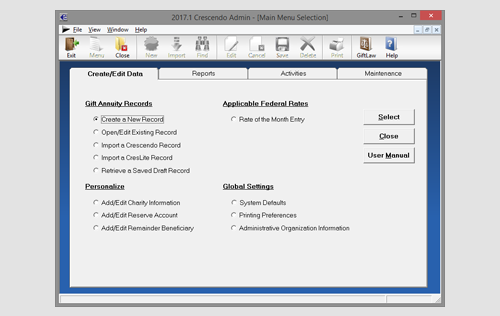 2017.1 Crescendo Admin - [Main Menu Selection]
File View Window Help
Exit Menu Close New Import Find Edit Cancel Save Delete Print GiftLaw Help
Create/Edit Data Reports Activities Maintenance
Gift Annuity Records
Create a New Record
Open/Edit Existing Record
Import a Crescendo Record
Import a CresLite Record
Retrieve a Saved Draft Record
Personalize
Add/Edit Charity Information
Add/Edit Reserve Account
Add/Edit Remainder Beneficiary
Applicable Federal Rates
Rate of the Month Entry
Global Settings
System Defaults
Printing Preferences
Administrative Organization Information
Select
Close
User Manual